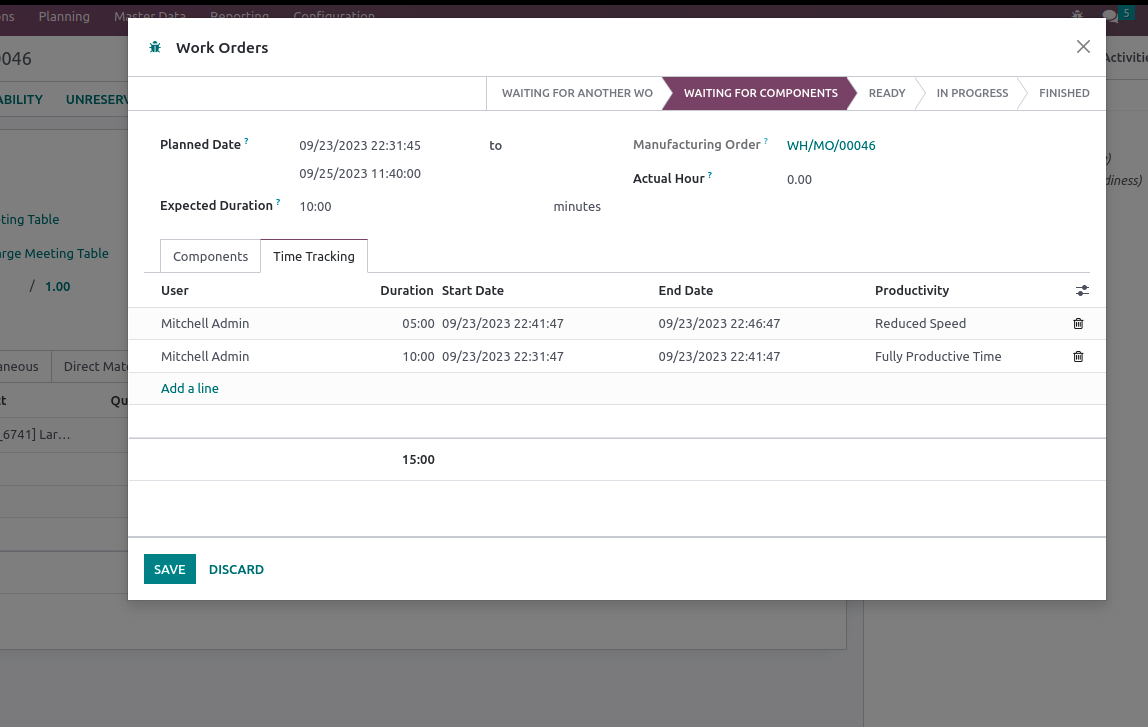 ns Planning Master Data Reporting Configuration 5
0046
Work Orders
Activitie
ABILITY UNRESERV
WAITING FOR ANOTHER WO WAITING FOR COMPONENTS READY IN PROGRESS FINISHED
Planned Date ? 09/23/2023 22:31:45 to
09/25/2023 11:40:00
Manufacturing Order ? WH/MO/00046
Actual Hour ? 0.00
Expected Duration ? 10:00 minutes
)
diness)
ting Table
arge Meeting Table
/ 1.00
Components Time Tracking
User Duration Start Date End Date Productivity
Mitchell Admin 05:00 09/23/2023 22:41:47 09/23/2023 22:46:47 Reduced Speed
Mitchell Admin 10:00 09/23/2023 22:31:47 09/23/2023 22:41:47 Fully Productive Time
Add a line
15:00
aneous Direct Mate
t Qu
_6741] Lar...
SAVE DISCARD